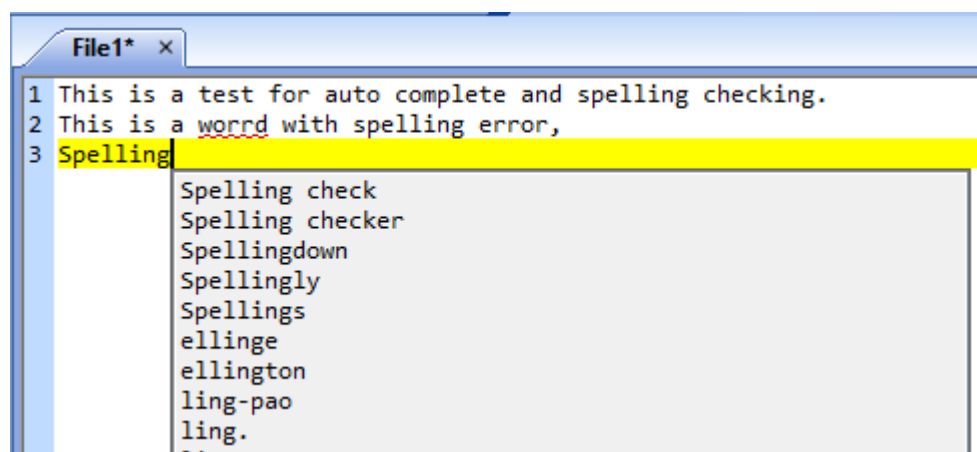 File1* ×
1 This is a test for auto complete and spelling checking.
2 This is a worrd with spelling error,
3 Spelling
Spelling check
Spelling checker
Spellingdown
Spellingly
Spellings
ellinge
ellington
ling-pao
ling.